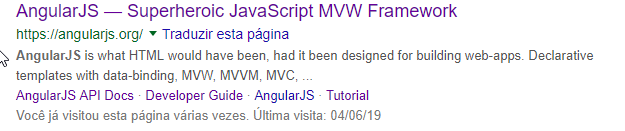 AngularJS — Superheroic JavaScript MVW Framework
https://angularjs.org/ ▼ Traduzir esta página
AngularJS is what HTML would have been, had it been designed for building web-apps. Declarative
templates with data-binding, MVW, MVVM, MVC, ...
AngularJS API Docs · Developer Guide · AngularJS · Tutorial
Você já visitou esta página várias vezes. Última visita: 04/06/19